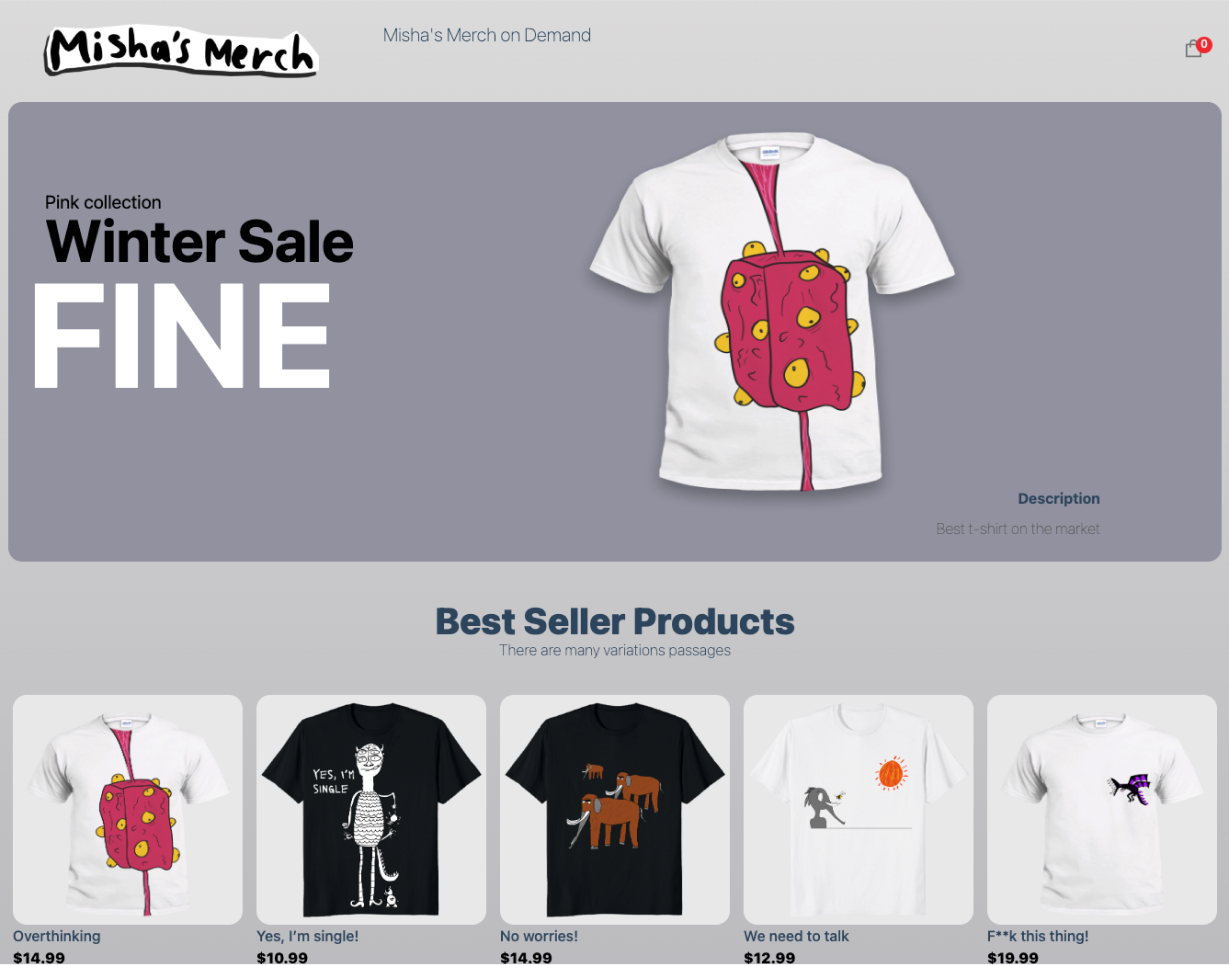 Misha's Merch
Misha's Merch on Demand
0
Pink collection
Winter Sale
FINE
Description
Best t-shirt on the market
Best Seller Products
There are many variations passages
YES, I'M
SINGLE
Overthinking
Yes, I'm single!
No worries!
We need to talk
F**k this thing!
$14.99
$10.99
$14.99
$12.99
$19.99